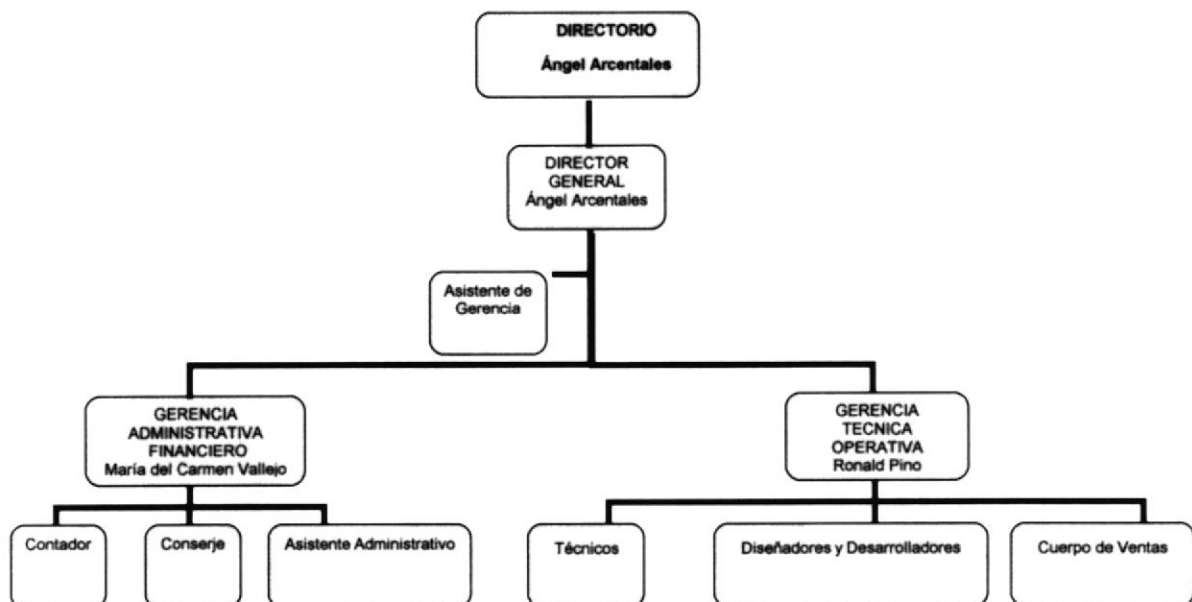 DIRECTORIO
Ángel Arcentales
DIRECTOR
GENERAL
Ángel Arcentales
Asistente de
Gerencia
GERENCIA
ADMINISTRATIVA
FINANCIERO
María del Carmen Vallejo
GERENCIA
TECNICA
OPERATIVA
Ronald Pino
Contador
Conserje
Asistente Administrativo
Técnicos
Diseñadores y Desarrolladores
Cuerpo de Ventas